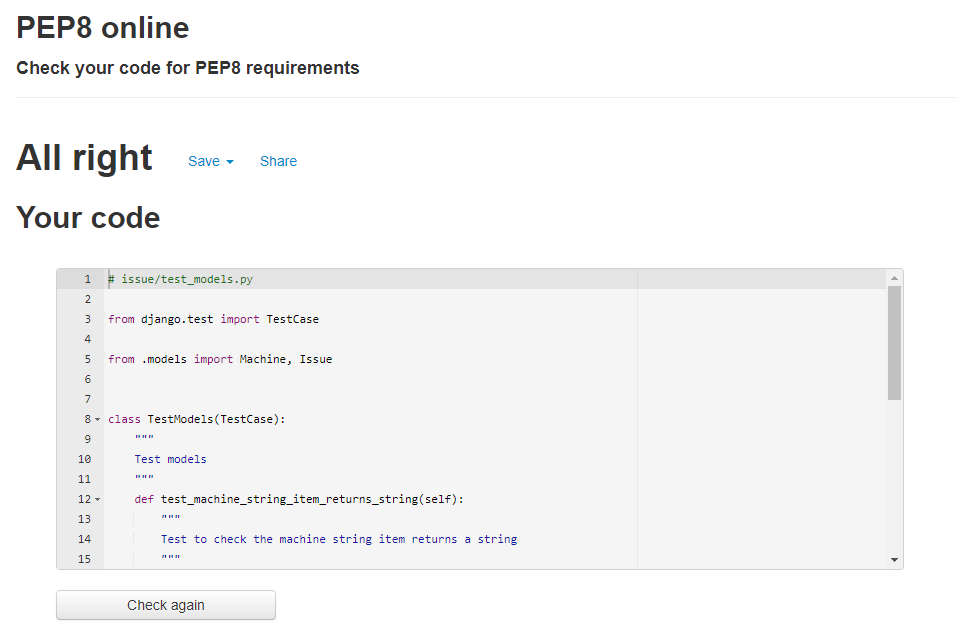 PEP8 online
Check your code for PEP8 requirements
All right Save Share
Your code
1 # issue/test_models.py
2
3 from django.test import TestCase
4
5 from .models import Machine, Issue
6
7
8 class TestModels(TestCase):
9 """
10 Test models
11 """
12 def test_machine_string_item_returns_string(self):
13 """
14 Test to check the machine string item returns a string
15 """
Check again